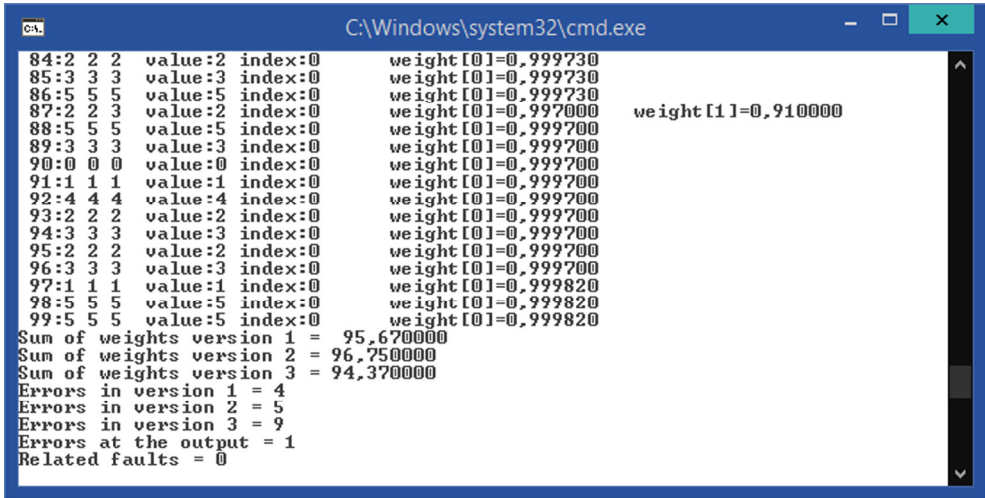 C:\Windows\system32\cmd.exe
84:2 2 2 value:2 index:0 weight[0]=0,999730
85:3 3 3 value:3 index:0 weight[0]=0,999730
86:5 5 5 value:5 index:0 weight[0]=0,999730
87:2 2 3 value:2 index:0 weight[0]=0,997000 weight[1]=0,910000
88:5 5 5 value:5 index:0 weight[0]=0,999700
89:3 3 3 value:3 index:0 weight[0]=0,999700
90:0 0 0 value:0 index:0 weight[0]=0,999700
91:1 1 1 value:1 index:0 weight[0]=0,999700
92:4 4 4 value:4 index:0 weight[0]=0,999700
93:2 2 2 value:2 index:0 weight[0]=0,999700
94:3 3 3 value:3 index:0 weight[0]=0,999700
95:2 2 2 value:2 index:0 weight[0]=0,999700
96:3 3 3 value:3 index:0 weight[0]=0,999700
97:1 1 1 value:1 index:0 weight[0]=0,999820
98:5 5 5 value:5 index:0 weight[0]=0,999820
99:5 5 5 value:5 index:0 weight[0]=0,999820
Sum of weights version 1 = 95,670000
Sum of weights version 2 = 96,750000
Sum of weights version 3 = 94,370000
Errors in version 1 = 4
Errors in version 2 = 5
Errors in version 3 = 9
Errors at the output = 1
Related faults = 0